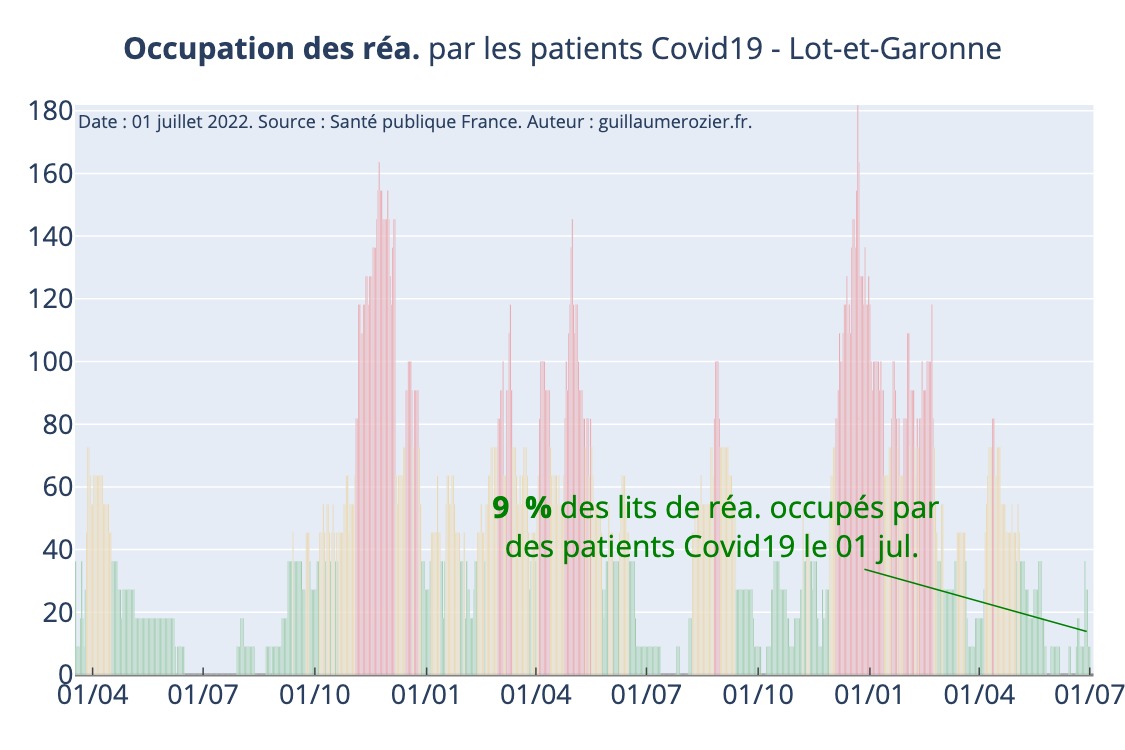 Occupation des réa. par les patients Covid19 - Lot-et-Garonne
180
Date : 01 juillet 2022. Source : Santé publique France. Auteur : guillaumerozier.fr.
160
140
120
100
80
60
9 % des lits de réa. occupés par
des patients Covid19 le 01 jul.
40
20
0
01/04 01/07 01/10 01/01 01/04 01/07 01/10 01/01 01/04 01/07